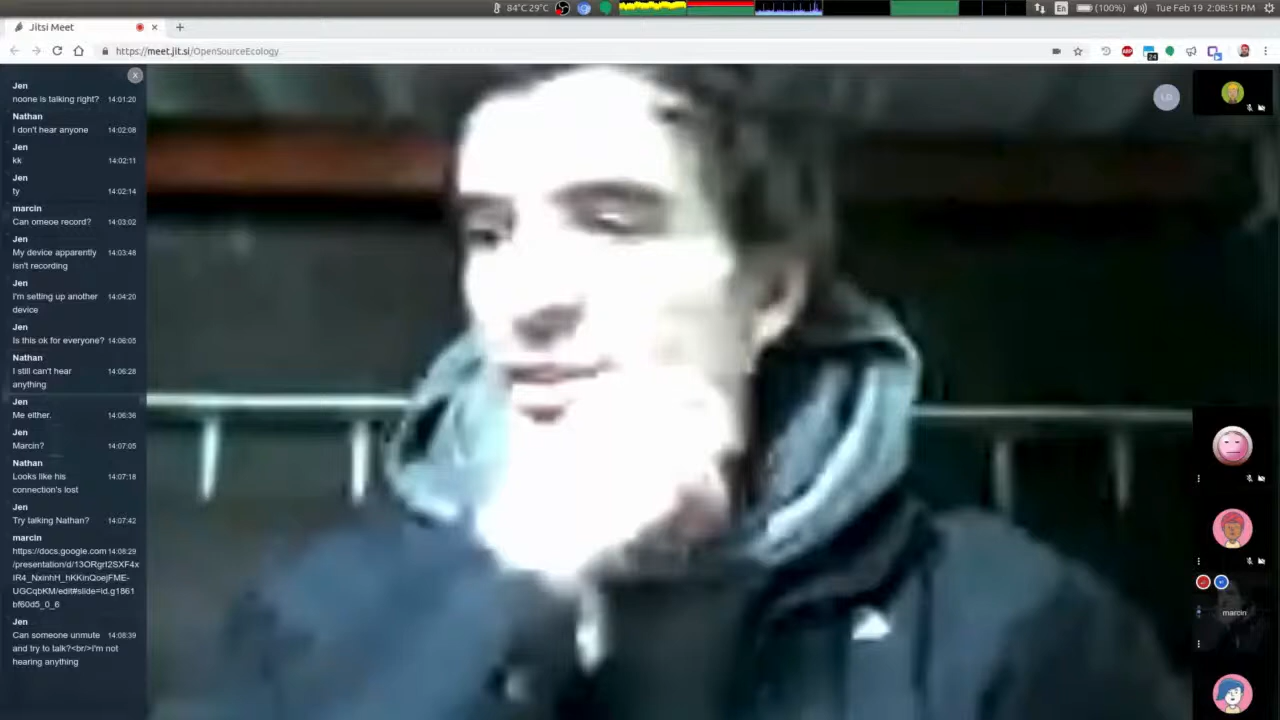 84°C 29°C
En
(100%)
Tue Feb 19 2:08:51 PM
Jitsi Meet
https://meet.jit.si/OpenSourceEcology
ABP
24
Jen
noone is talking right? 14:01:20
Nathan
I don't hear anyone 14:02:08
Jen
kk 14:02:11
Jen
ty 14:02:14
marcin
Can omeoe record? 14:03:02
Jen
My device apparently 14:03:48
isn't recording
Jen
I'm setting up another 14:04:20
device
Jen
Is this ok for everyone? 14:06:05
Nathan
I still can't hear 14:06:28
anything
Jen
Me either. 14:06:36
Jen
Marcin? 14:07:05
Nathan
Looks like his 14:07:18
connection's lost
Jen
Try talking Nathan? 14:07:42
marcin
https://docs.google.com 14:08:29
/presentation/d/13ORgrI2SXF4x
IR4_NxinhH_hKKinQoejFME-
UGCqbKM/edit#slide=id.g1861
bf60d5_0_6
Jen
Can someone unmute 14:08:39
and try to talk?<br/>I'm not
hearing anything
X
LD
marcin